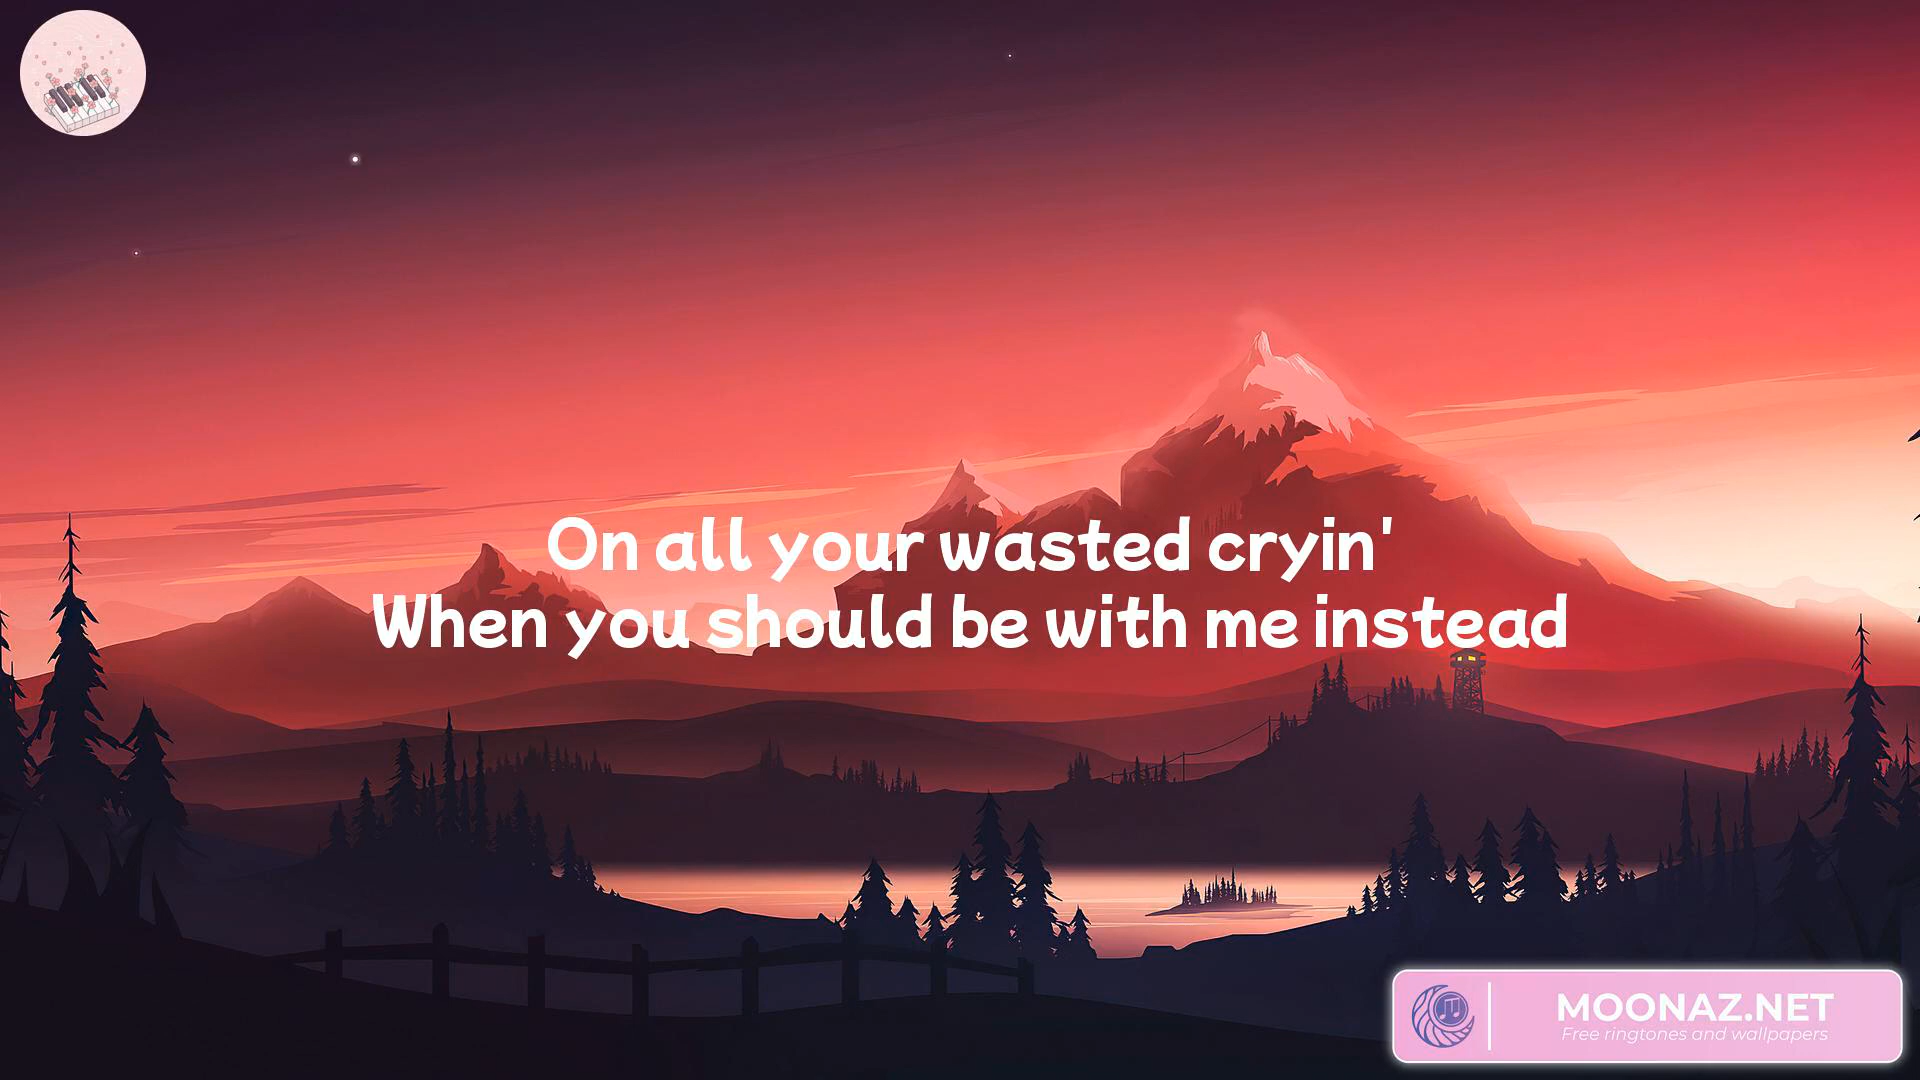 On all your wasted cryin'
When you should be with me instead
MOONAZ.NET
Free ringtones and wallpapers